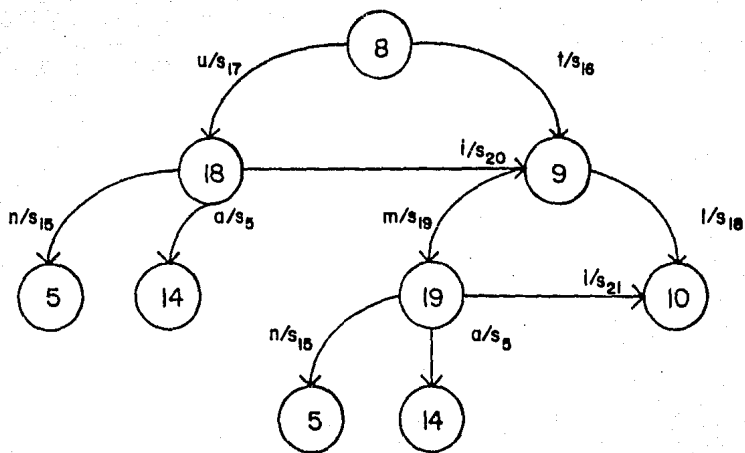 8
u/s₁₇ t/s₁₆
18 i/s₂₀ 9
n/s₁₅ a/s₅ m/s₁₉ l/s₁₈
5 14 19 i/s₂₁ 10
n/s₁₅ a/s₅
5 14